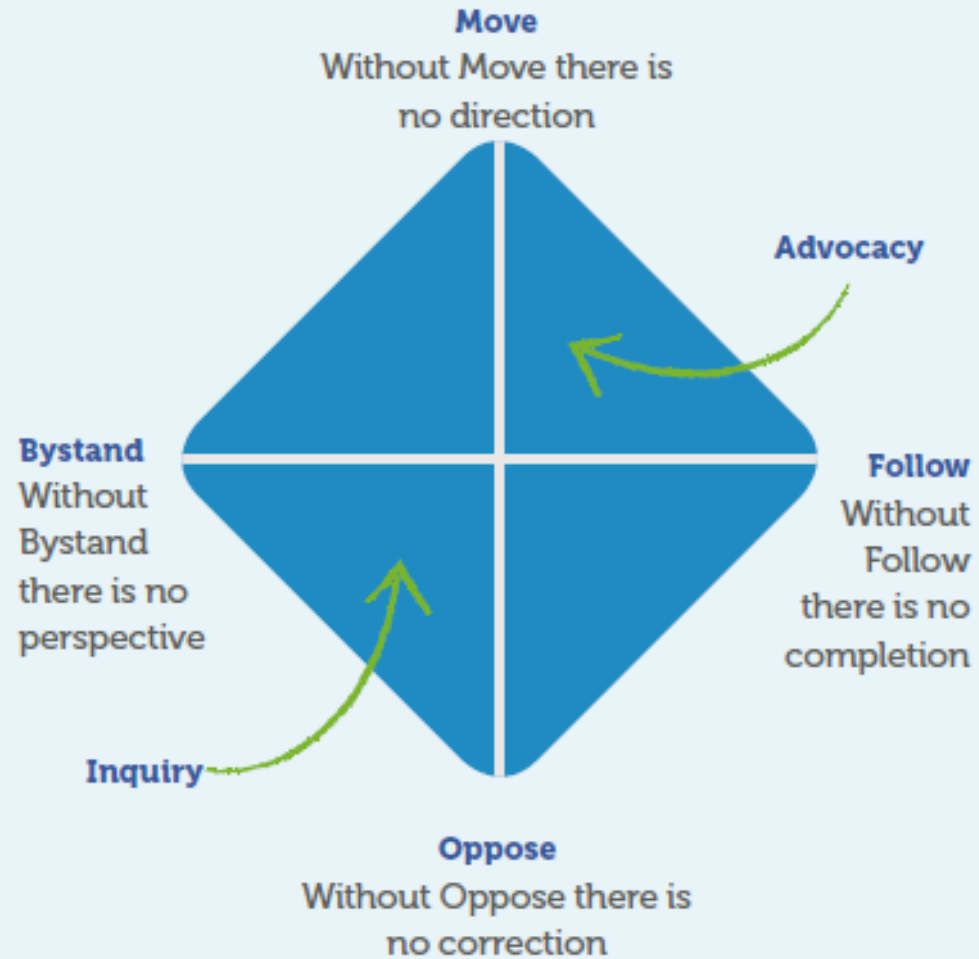 Move
Without Move there is
no direction
Advocacy
Bystand
Without
Bystand
there is no
perspective
Follow
Without
Follow
there is no
completion
Inquiry
Oppose
Without Oppose there is
no correction